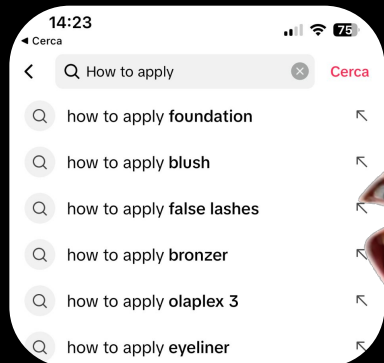 14:23
75
◀ Cerca
How to apply
Cerca
how to apply foundation
how to apply blush
how to apply false lashes
how to apply bronzer
how to apply olaplex 3
how to apply eyeliner